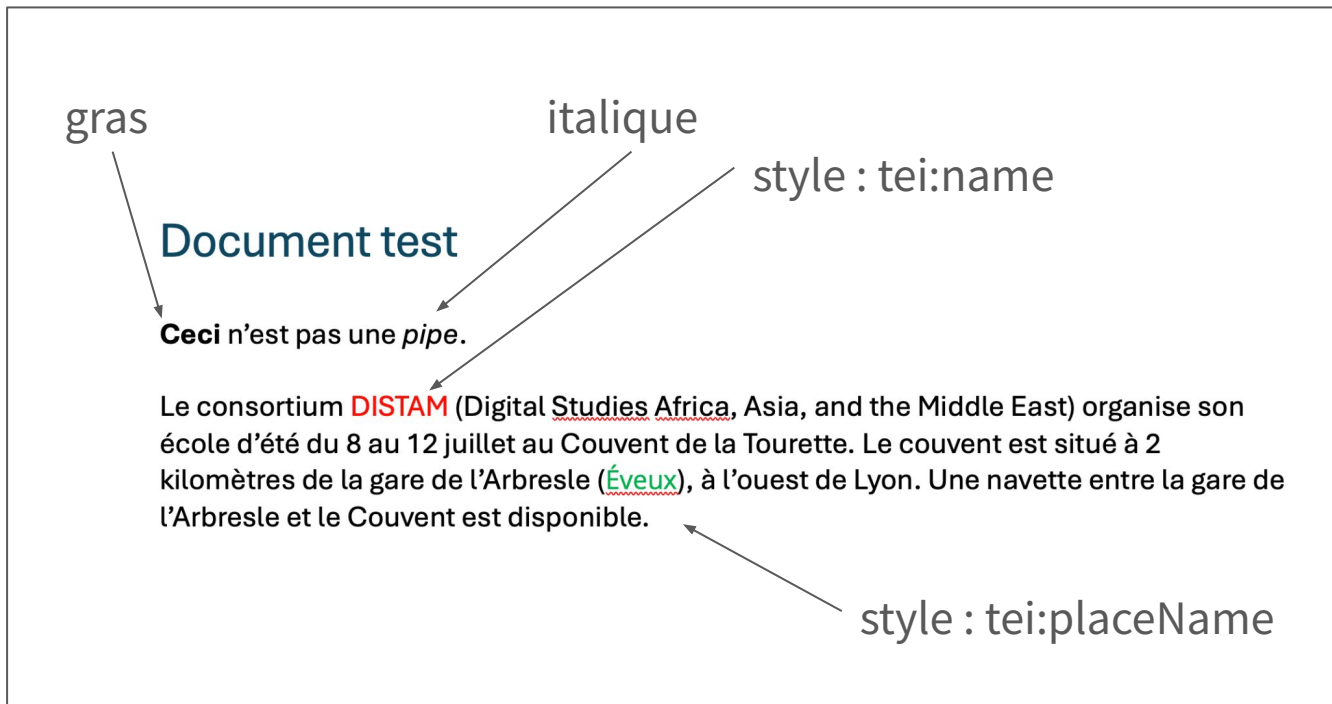 gras
italique
style : tei:name
Document test
Ceci n’est pas une pipe.
Le consortium DISTAM (Digital Studies Africa, Asia, and the Middle East) organise son
école d’été du 8 au 12 juillet au Couvent de la Tourette. Le couvent est situé à 2
kilomètres de la gare de l’Arbresle (Éveux), à l’ouest de Lyon. Une navette entre la gare de
l’Arbresle et le Couvent est disponible.
style : tei:placeName